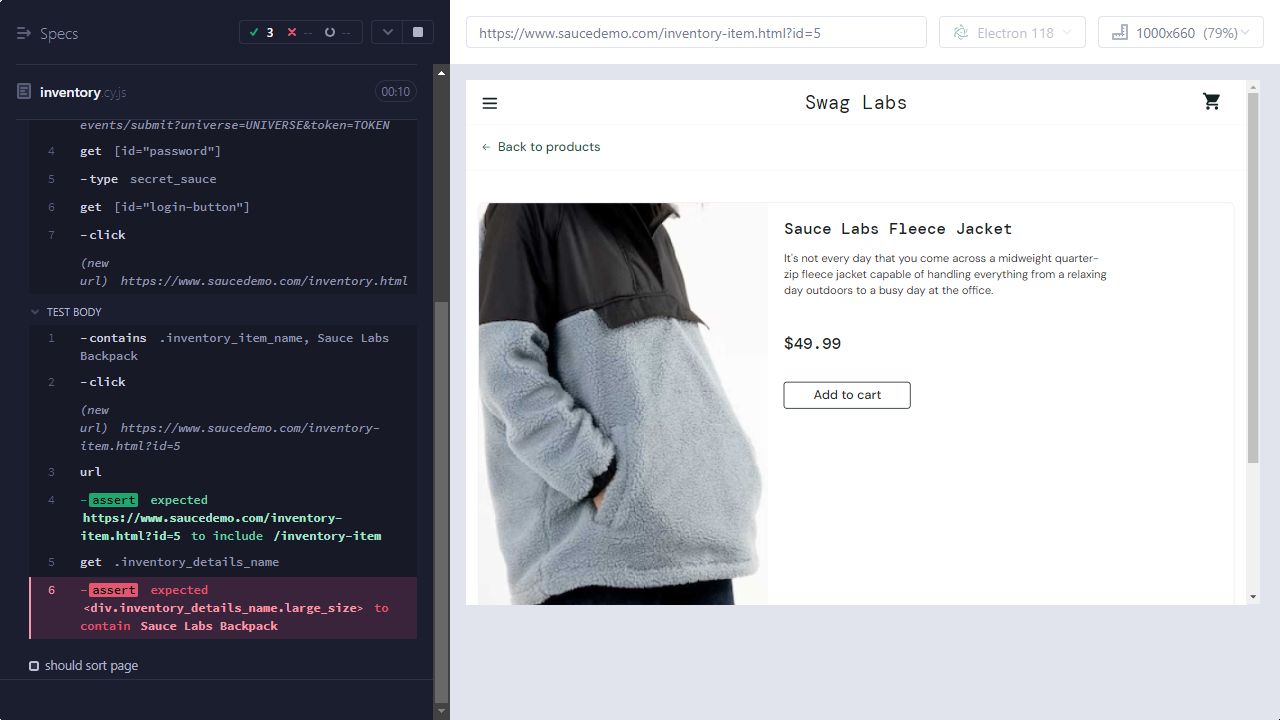 Specs
3
--
--
https://www.saucedemo.com/inventory-item.html?id=5
Electron 118
1000x660 (79%)
inventory.cy.js
00:10
events/submit?universe=UNIVERSE&token=TOKEN
4 get [id="password"]
5 -type secret_sauce
6 get [id="login-button"]
7 -click
(new
url) https://www.saucedemo.com/inventory.html
TEST BODY
1 -contains .inventory_item_name, Sauce Labs
Backpack
2 -click
(new
url) https://www.saucedemo.com/inventory-
item.html?id=5
3 url
4 -assert expected
https://www.saucedemo.com/inventory-
item.html?id=5 to include /inventory-item
5 get .inventory_details_name
6 -assert expected
<div.inventory_details_name.large_size> to
contain Sauce Labs Backpack
should sort page
Swag Labs
Back to products
Sauce Labs Fleece Jacket
It's not every day that you come across a midweight quarter-
zip fleece jacket capable of handling everything from a relaxing
day outdoors to a busy day at the office.
$49.99
Add to cart